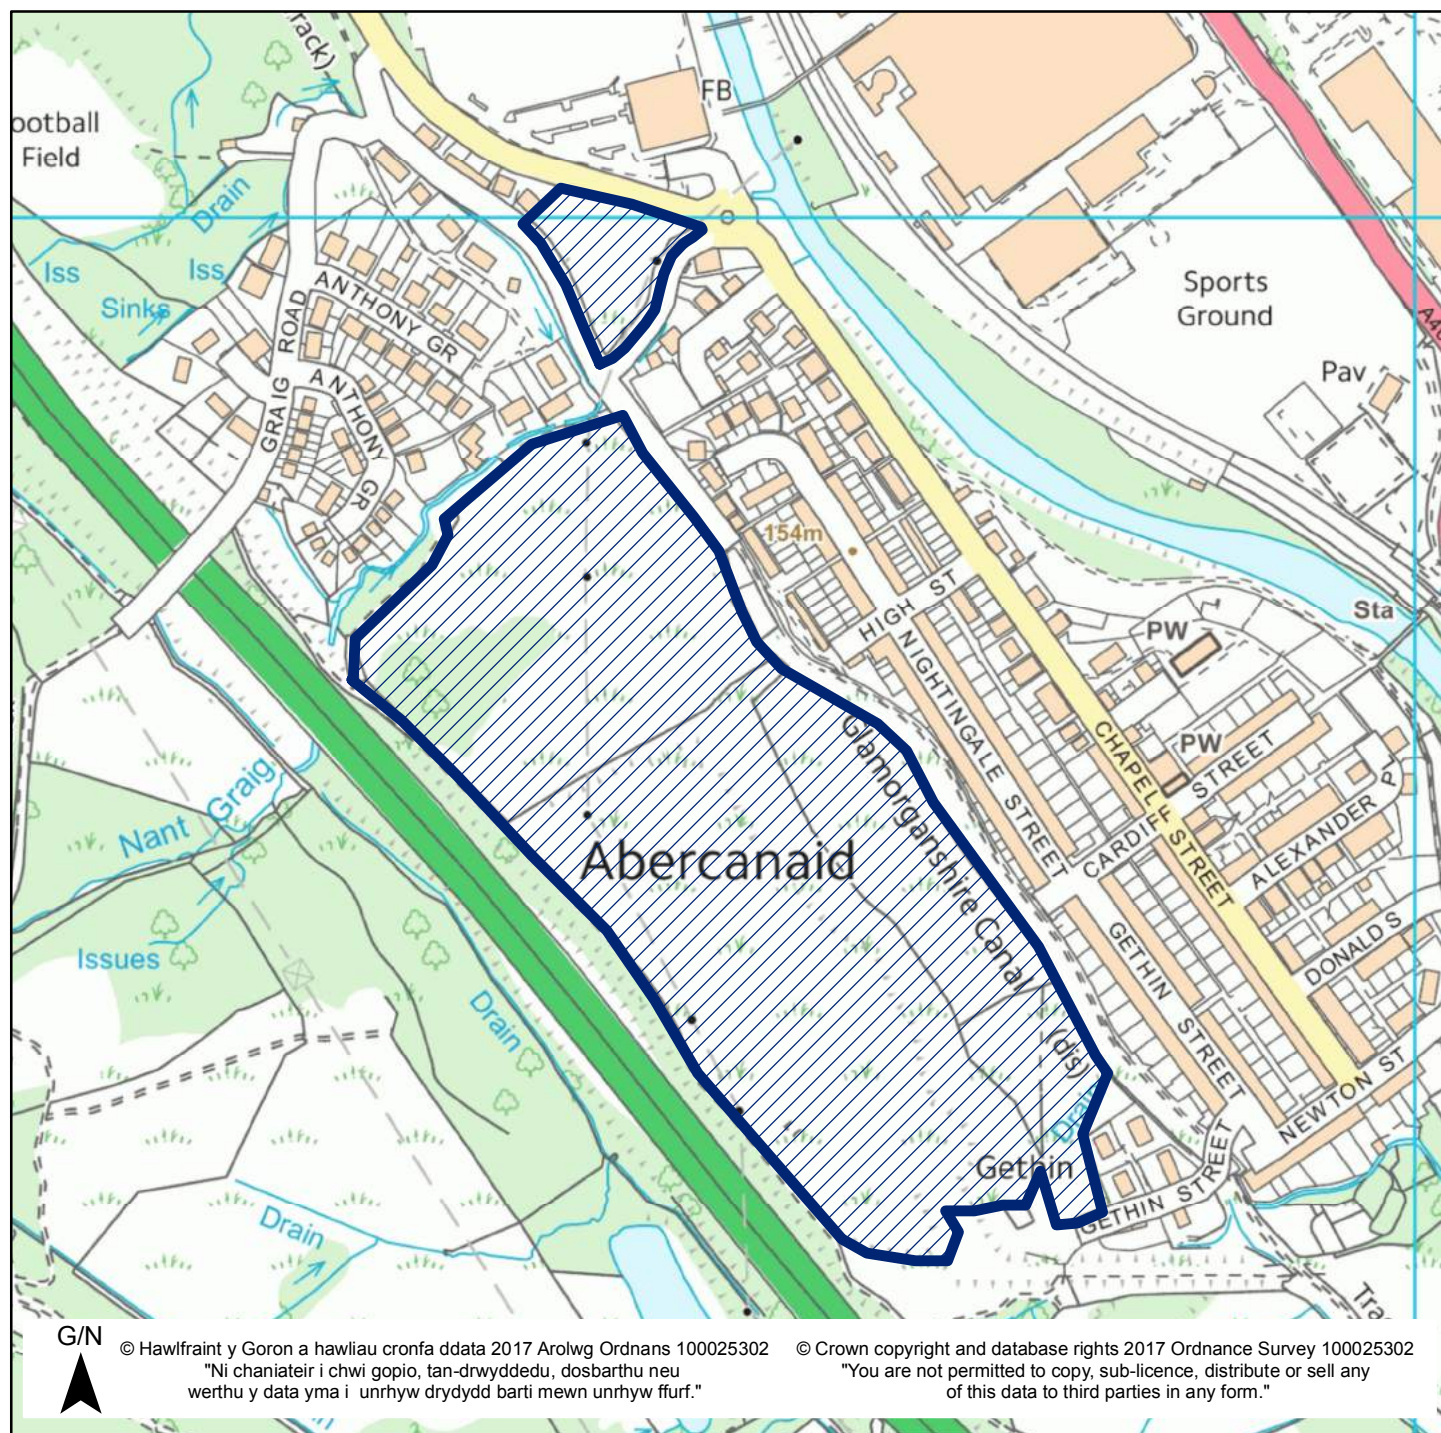 rack)
FB
ootball
Field
Drain
Iss
Iss
Sinks
ANTHONY GR
GRAIG ROAD
ANTHONY GR
Sports
Ground
A4
Pav
154m
HIGH ST
NIGHTINGALE STREET
Sta
PW
PW
CHAPEL STREET
CARDIFF STREET
ALEXANDER PL
DONALD S
Nant Graig
Glamorganshire Canal
(dis)
Abercanaid
Issues
Drain
GETHIN STREET
NEWTON ST
Drain
Gethin
GETHIN STREET
Drain
Tra
G/N
© Hawlfraint y Goron a hawliau cronfa ddata 2017 Arolwg Ordnans 100025302
"Ni chaniateir i chwi gopio, tan-drwyddedu, dosbarthu neu
werthu y data yma i unrhyw drydydd barti mewn unrhyw ffurf."
© Crown copyright and database rights 2017 Ordnance Survey 100025302
"You are not permitted to copy, sub-licence, distribute or sell any
of this data to third parties in any form."